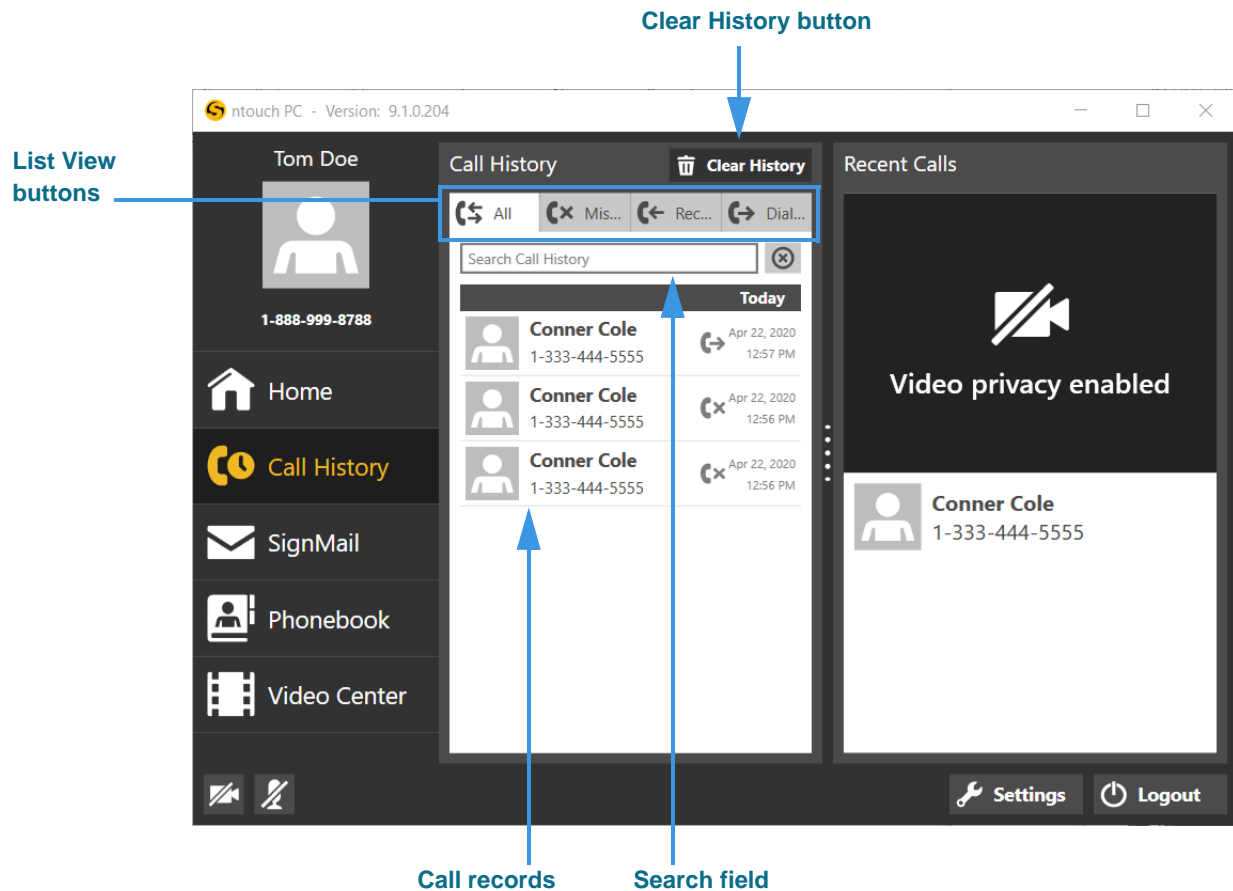 Clear History button
ntouch PC - Version: 9.1.0.204
List View
buttons
Tom Doe
1-888-999-8788
Home
Call History
SignMail
Phonebook
Video Center
Call History
Clear History
All
Mis...
Rec...
Dial...
Search Call History
Today
Conner Cole
1-333-444-5555
Apr 22, 2020
12:57 PM
Conner Cole
1-333-444-5555
Apr 22, 2020
12:56 PM
Conner Cole
1-333-444-5555
Apr 22, 2020
12:56 PM
Recent Calls
Video privacy enabled
Conner Cole
1-333-444-5555
Settings
Logout
Call records
Search field